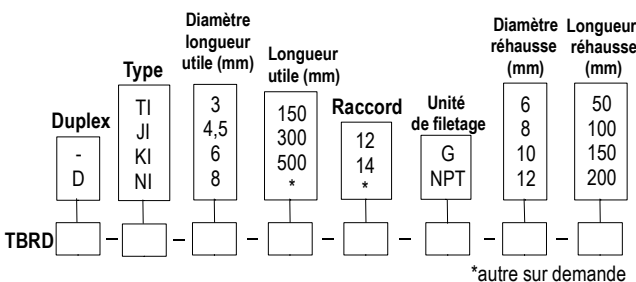 Duplex
-
D
Type
TI
JI
KI
NI
Diamètre
longueur
utile (mm)
3
4,5
6
8
Longueur
utile (mm)
150
300
500
*
Raccord
12
14
*
Unité
de filetage
G
NPT
Diamètre
réhausse
(mm)
6
8
10
12
Longueur
réhausse
(mm)
50
100
150
200
TBRD - - - - - - -
*autre sur demande